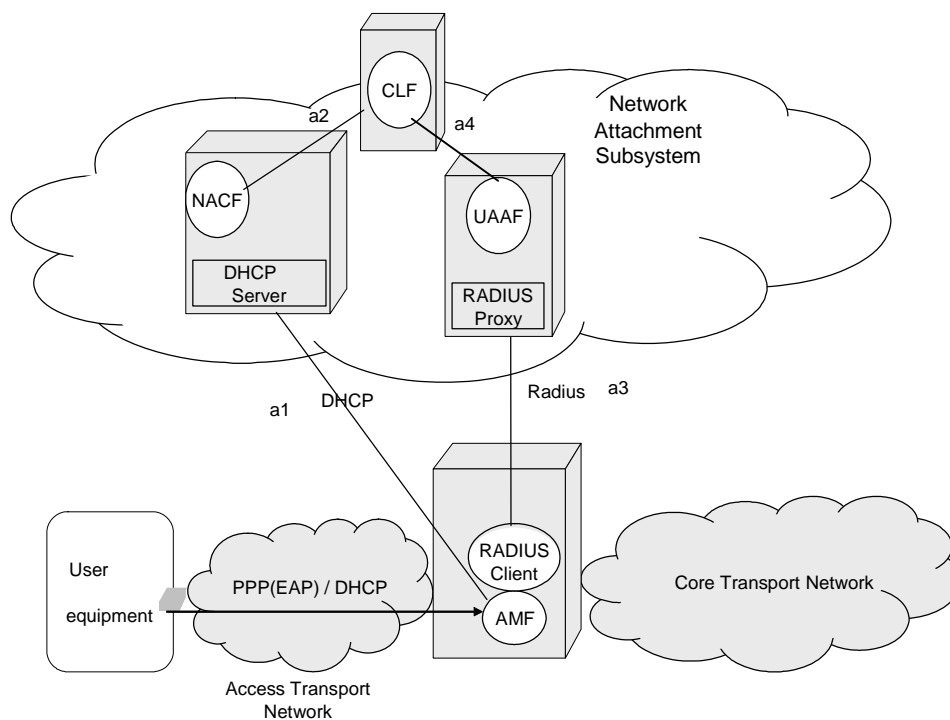 CLF
a2
a4
Network
Attachment
Subsystem
NACF
UAAF
DHCP
Server
RADIUS
Proxy
a1
DHCP
Radius
a3
User
equipment
PPP(EAP) / DHCP
RADIUS
Client
AMF
Core Transport Network
Access Transport
Network